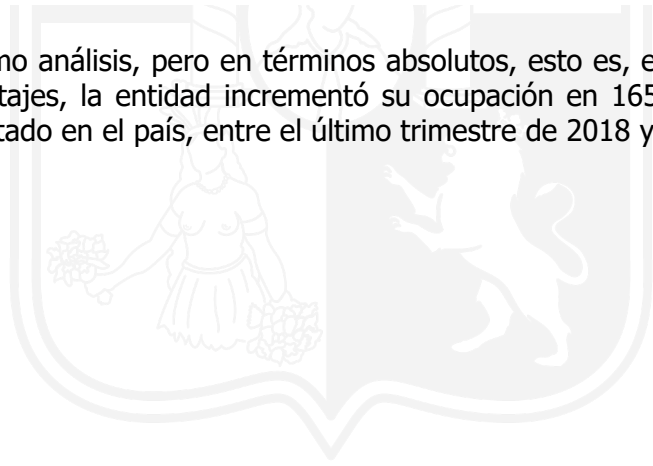 mo análisis, pero en términos absolutos, esto es, e
tajes, la entidad incrementó su ocupación en 165
tado en el país, entre el último trimestre de 2018 y